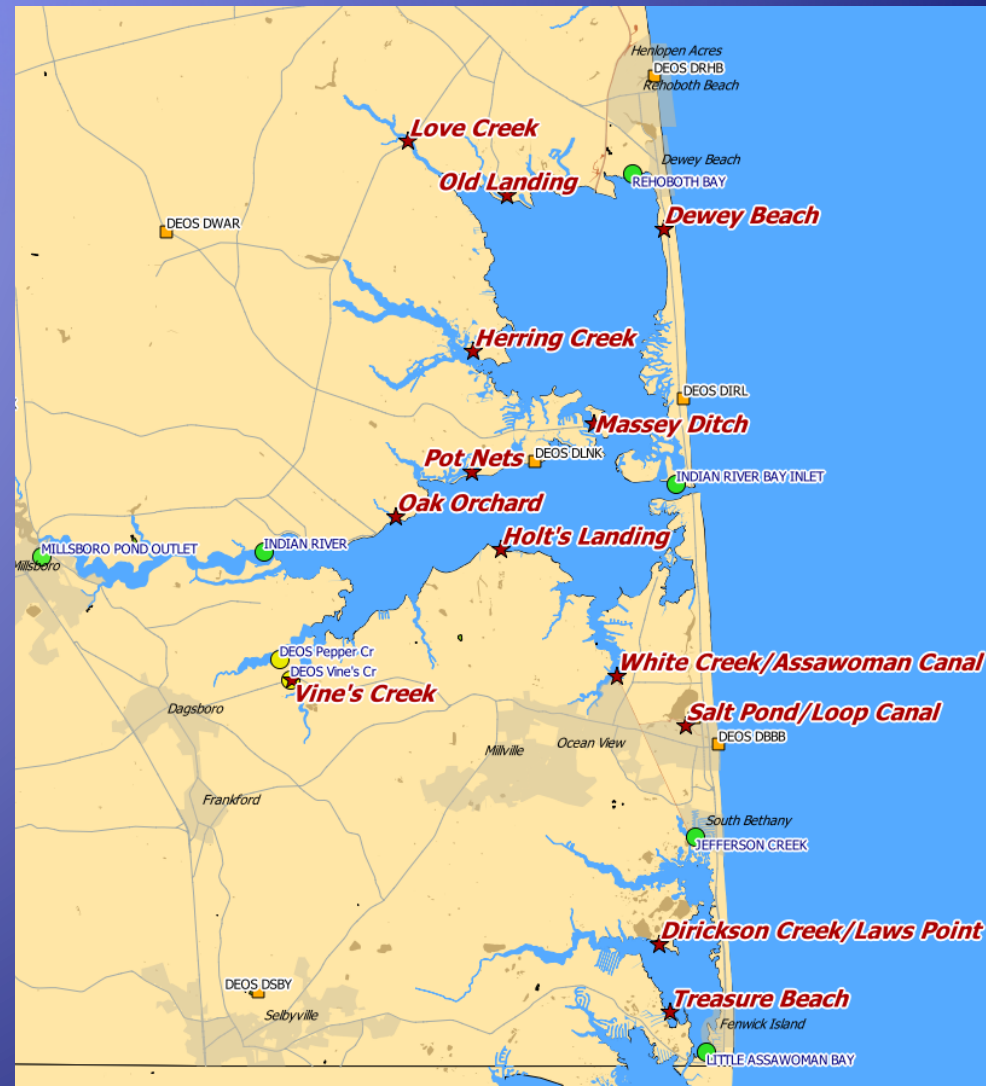 Henlopen Acres
DEOS DRHB
Rehoboth Beach
Love Creek
Dewey Beach
Old Landing
REHOBOTH BAY
Dewey Beach
DEOS DWAR
Herring Creek
DEOS DIRL
Massey Ditch
Pot Nets
DEOS DLNK
INDIAN RIVER BAY INLET
Oak Orchard
Holt's Landing
INDIAN RIVER
MILLSBORO POND OUTLET
Millsboro
DEOS Pepper Cr
DEOS Vine's Cr
Vine's Creek
White Creek/Assawoman Canal
Dagsboro
Salt Pond/Loop Canal
DEOS DBBB
Ocean View
Millville
Frankford
South Bethany
JEFFERSON CREEK
Dirickson Creek/Laws Point
DEOS DSBY
Treasure Beach
Selbyville
Fenwick Island
LITTLE ASSAWOMAN BAY